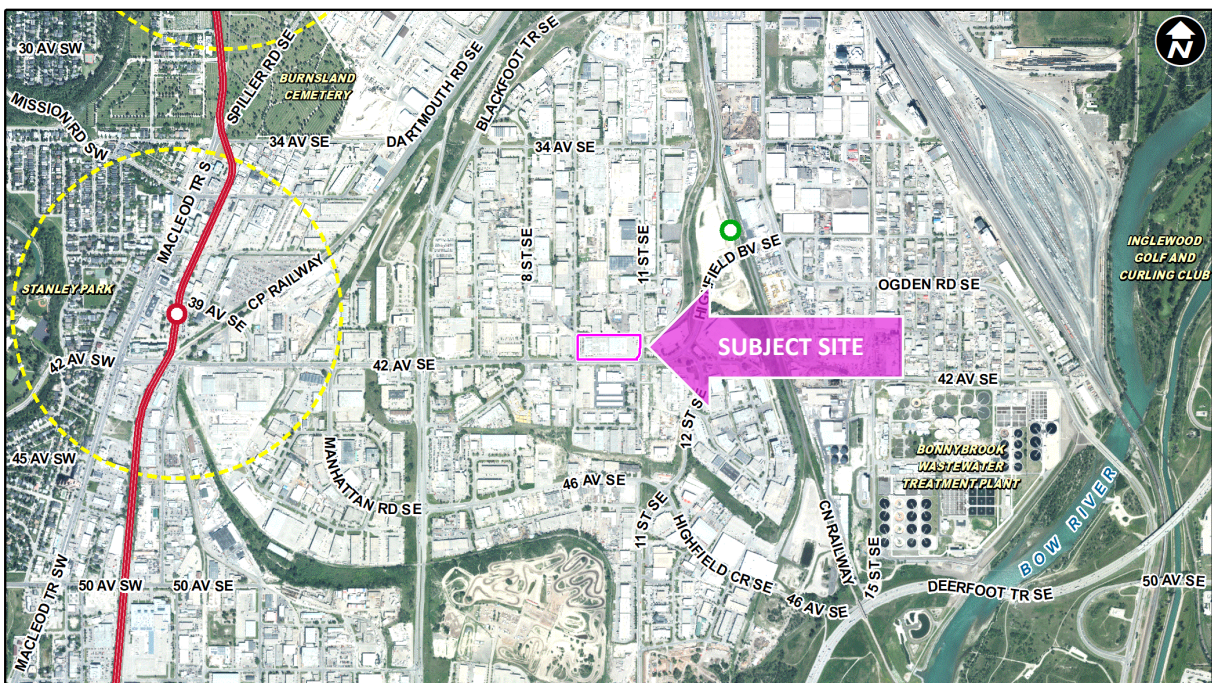 30 AV SW
SPILLER RD SE
BURNSLAND
CEMETERY
DARTMOUTH RD SE
BLACKFOOT TR SE
N
MISSION RD SW
34 AV SE
34 AV SE
MACLEOD TR S
8 ST SE
11 ST SE
HIGHFIELD BV SE
INGLEWOOD
GOLF AND
CURLING CLUB
STANLEY PARK
39 AV SE
CP RAILWAY
OGDEN RD SE
SUBJECT SITE
42 AV SW
42 AV SE
42 AV SE
12 ST SE
MANHATTAN RD SE
45 AV SW
46 AV SE
BONNYBROOK
WASTEWATER
TREATMENT PLANT
BOW RIVER
11 ST SE
HIGHFIELD CR SE
CN RAILWAY
15 ST SE
MACLEOD TR SW
50 AV SW
50 AV SE
46 AV SE
DEERFOOT TR SE
50 AV SE